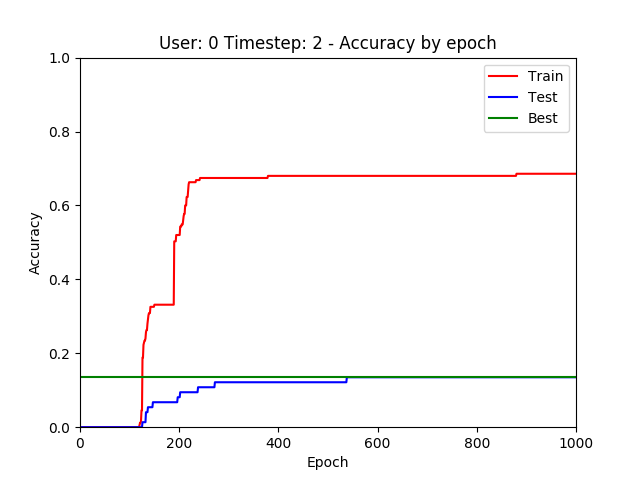 User: 0 Timestep: 2 - Accuracy by epoch
Train
Test
Best
Accuracy
1.0
0.8
0.6
0.4
0.2
0.0
0 200 400 600 800 1000
Epoch